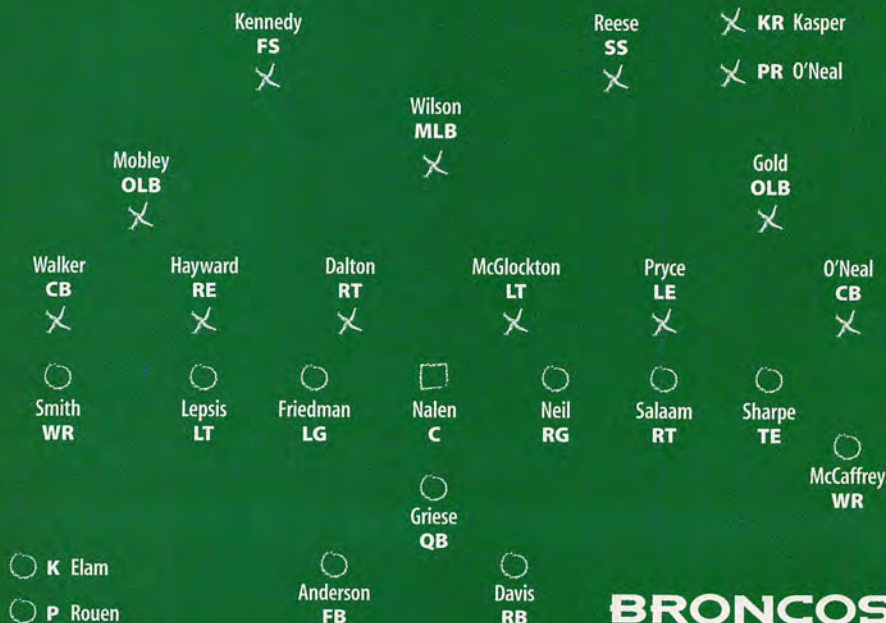 Kennedy
FS
Reese
SS
KR Kasper
PR O'Neal
Wilson
MLB
Mobley
OLB
Gold
OLB
Walker
CB
Hayward
RE
Dalton
RT
McGlockton
LT
Pryce
LE
O'Neal
CB
Smith
WR
Lepsis
LT
Friedman
LG
Nalen
C
Neil
RG
Salaam
RT
Sharpe
TE
McCaffrey
WR
Griese
QB
K Elam
P Rouen
Anderson
FB
Davis
RB
BRONCOS